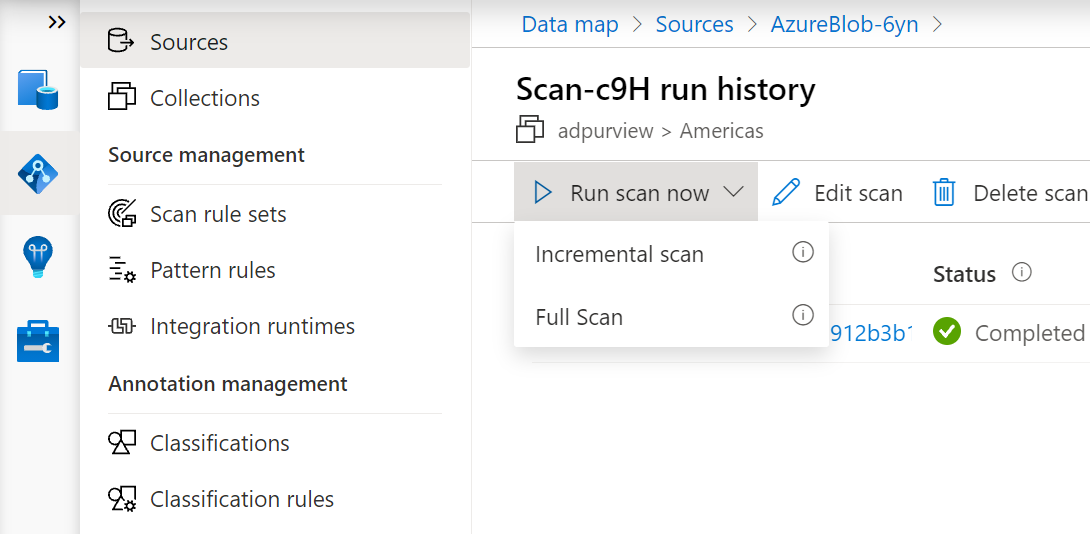 Sources
Collections
Source management
Scan rule sets
Pattern rules
Integration runtimes
Annotation management
Classifications
Classification rules
Data map > Sources > AzureBlob-6yn >
Scan-c9H run history
adpurview > Americas
Run scan now Edit scan Delete scan
Incremental scan
Full Scan
Status
912b3b1 Completed